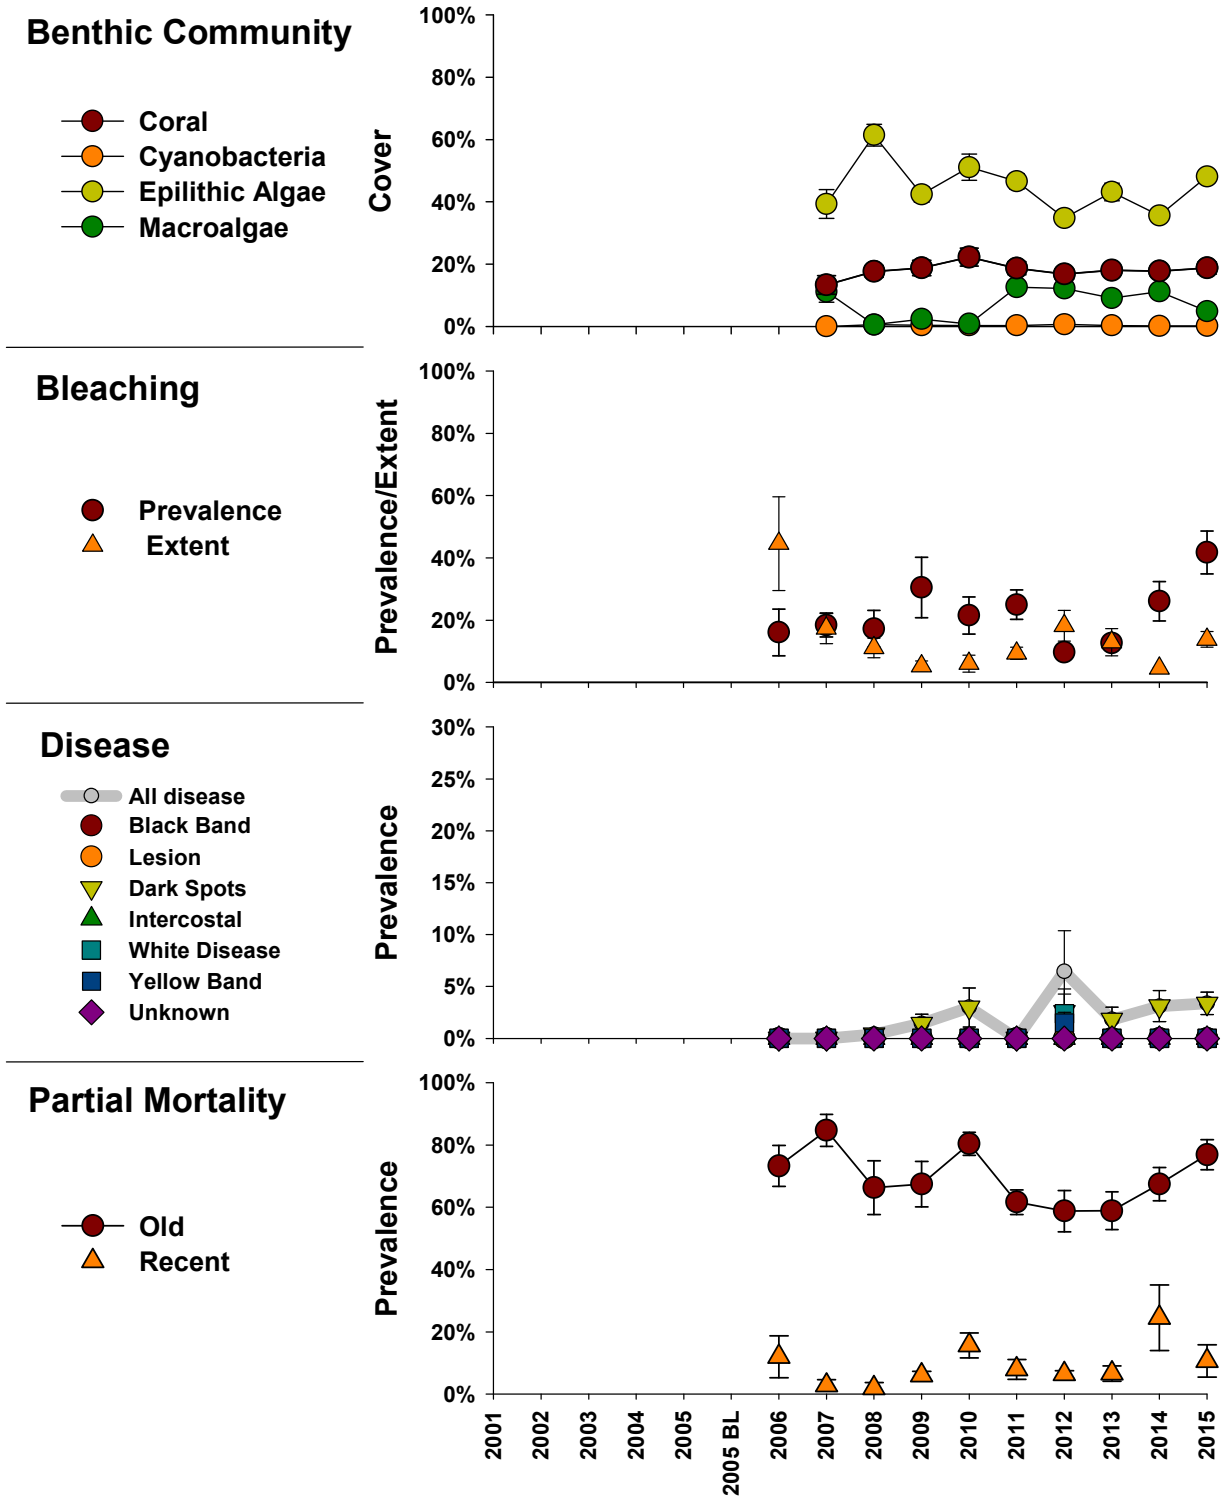 Benthic Community
Coral
Cyanobacteria
Epilithic Algae
Macroalgae
Cover
100%
80%
60%
40%
20%
0%
Bleaching
Prevalence
Extent
Prevalence/Extent
100%
80%
60%
40%
20%
0%
Disease
All disease
Black Band
Lesion
Dark Spots
Intercostal
White Disease
Yellow Band
Unknown
Prevalence
30%
25%
20%
15%
10%
5%
0%
Partial Mortality
Old
Recent
Prevalence
100%
80%
60%
40%
20%
0%
2001
2002
2003
2004
2005
2005 BL
2006
2007
2008
2009
2010
2011
2012
2013
2014
2015